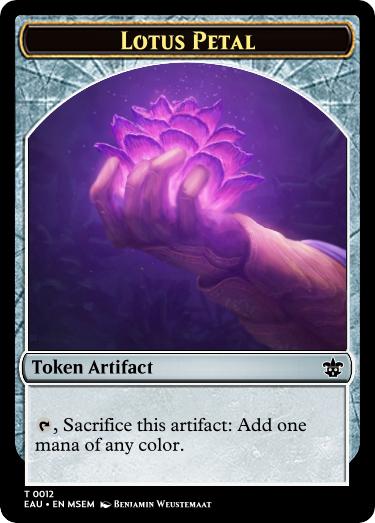 Lotus Petal
Token Artifact
, Sacrifice this artifact: Add one
mana of any color.
T 0012
EAU • EN MSEM Benjamin Weustemaat